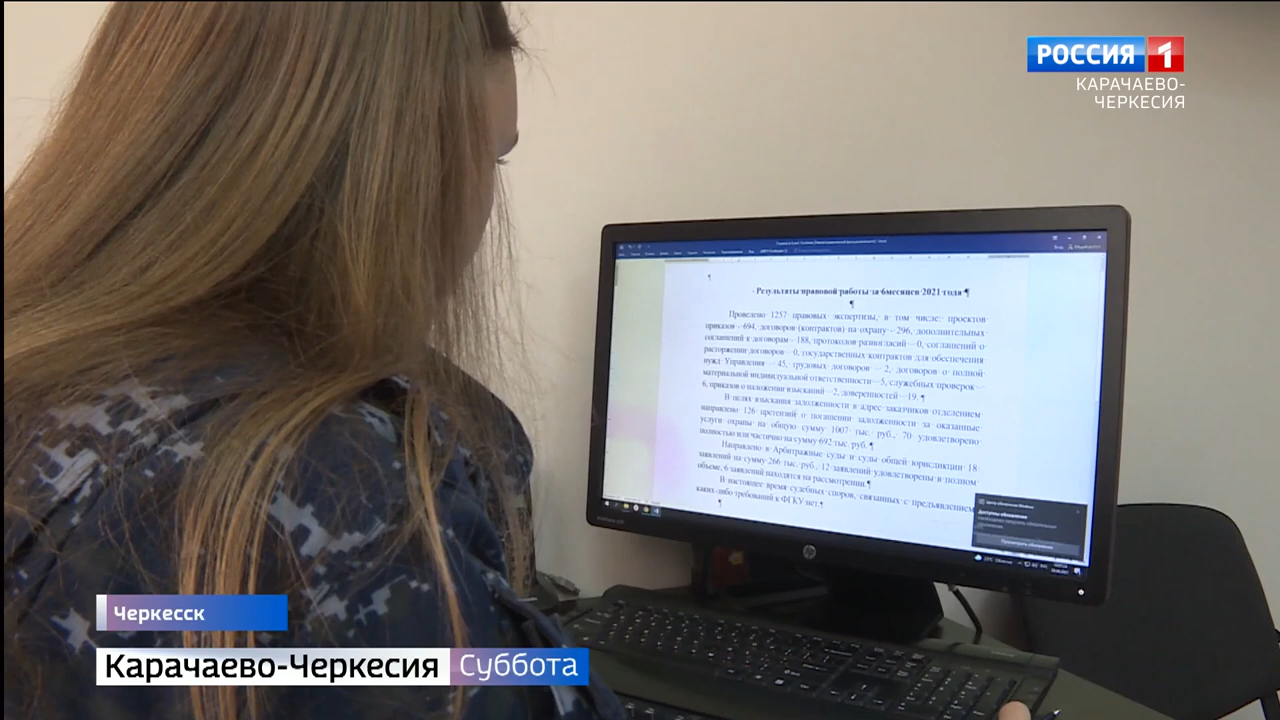 РОССИЯ 1
КАРАЧАЕВО-
ЧЕРКЕСИЯ
Результаты правовой работы за 6месяцев 2021 года
Проведено 1257 правовых экспертизы, в том числе: проектов
приказов – 694, договоров (контрактов) на охрану – 296, дополнительных
соглашений к договорам – 188, протоколов разногласий – 0, соглашений о
расторжении договоров – 0, государственных контрактов для обеспечения
нужд Управления – 45, трудовых договоров – 2, договоров о полной
материальной индивидуальной ответственности – 5, служебных проверок –
6, приказов о наложении взысканий – 2, доверенностей – 19.
В целях взыскания задолженности в адрес заказчиков отделением
направлено 126 претензий о погашении задолженности за оказанные
услуги охраны на общую сумму 1007 тыс. руб., 70 удовлетворено
полностью или частично на сумму 692 тыс. руб.
Направлено в Арбитражные суды и суды общей юрисдикции 18
заявлений на сумму 266 тыс. руб., 12 заявлений удовлетворены в полном
объеме, 6 заявлений находятся на рассмотрении.
В настоящее время судебных споров, связанных с предъявлением
каких-либо требований к ФГКУ нет.
Доступны обновления
hp
Черкесск
Карачаево-Черкесия Суббота